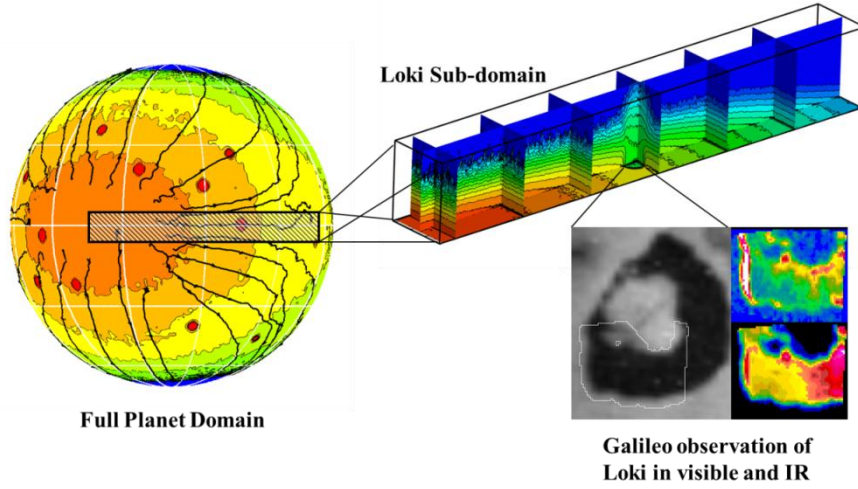 Loki Sub-domain
Full Planet Domain
Galileo observation of
Loki in visible and IR